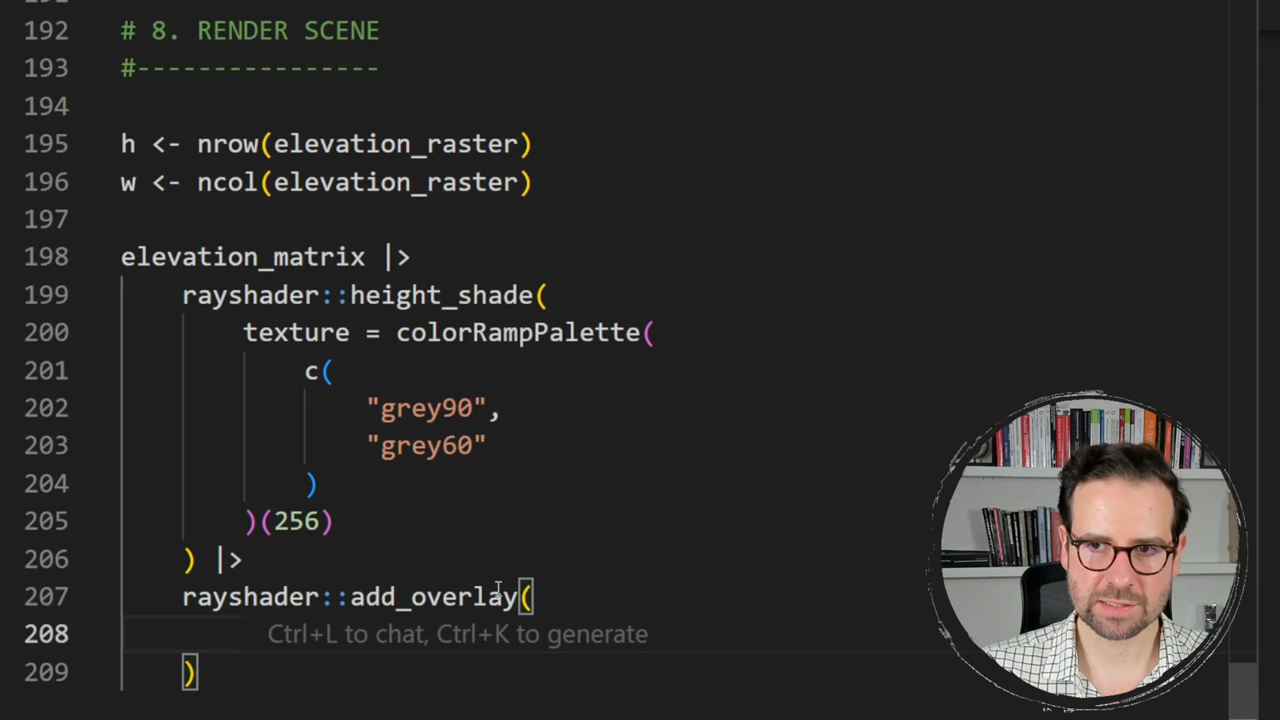 192 # 8. RENDER SCENE
193 #----------------
194
195 h <- nrow(elevation_raster)
196 w <- ncol(elevation_raster)
197
198 elevation_matrix |>
199     rayshader::height_shade(
200         texture = colorRampPalette(
201             c(
202                 "grey90",
203                 "grey60"
204             )
205         )(256)
206     ) |>
207     rayshader::add_overlay(
208         Ctrl+L to chat, Ctrl+K to generate
209     )